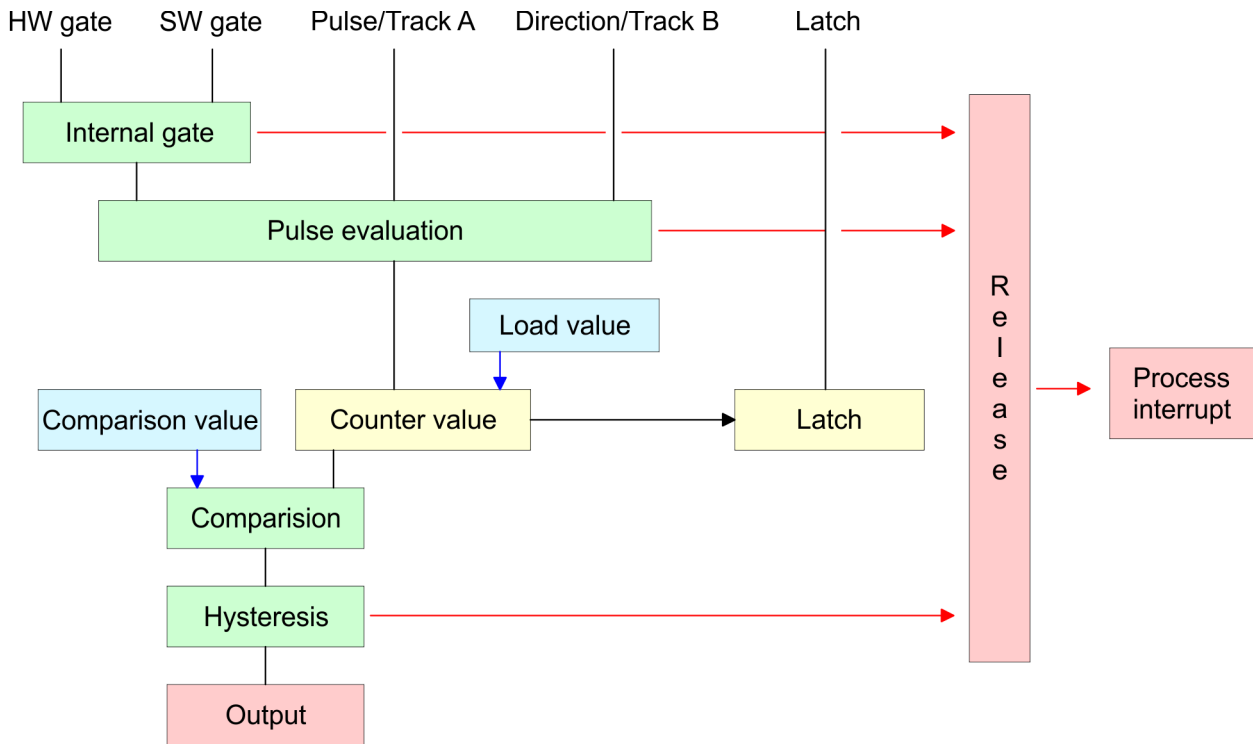 HW gate SW gate Pulse/Track A Direction/Track B Latch
Internal gate
Pulse evaluation
Load value
Comparison value
Counter value
Latch
Release
Process
interrupt
Comparision
Hysteresis
Output